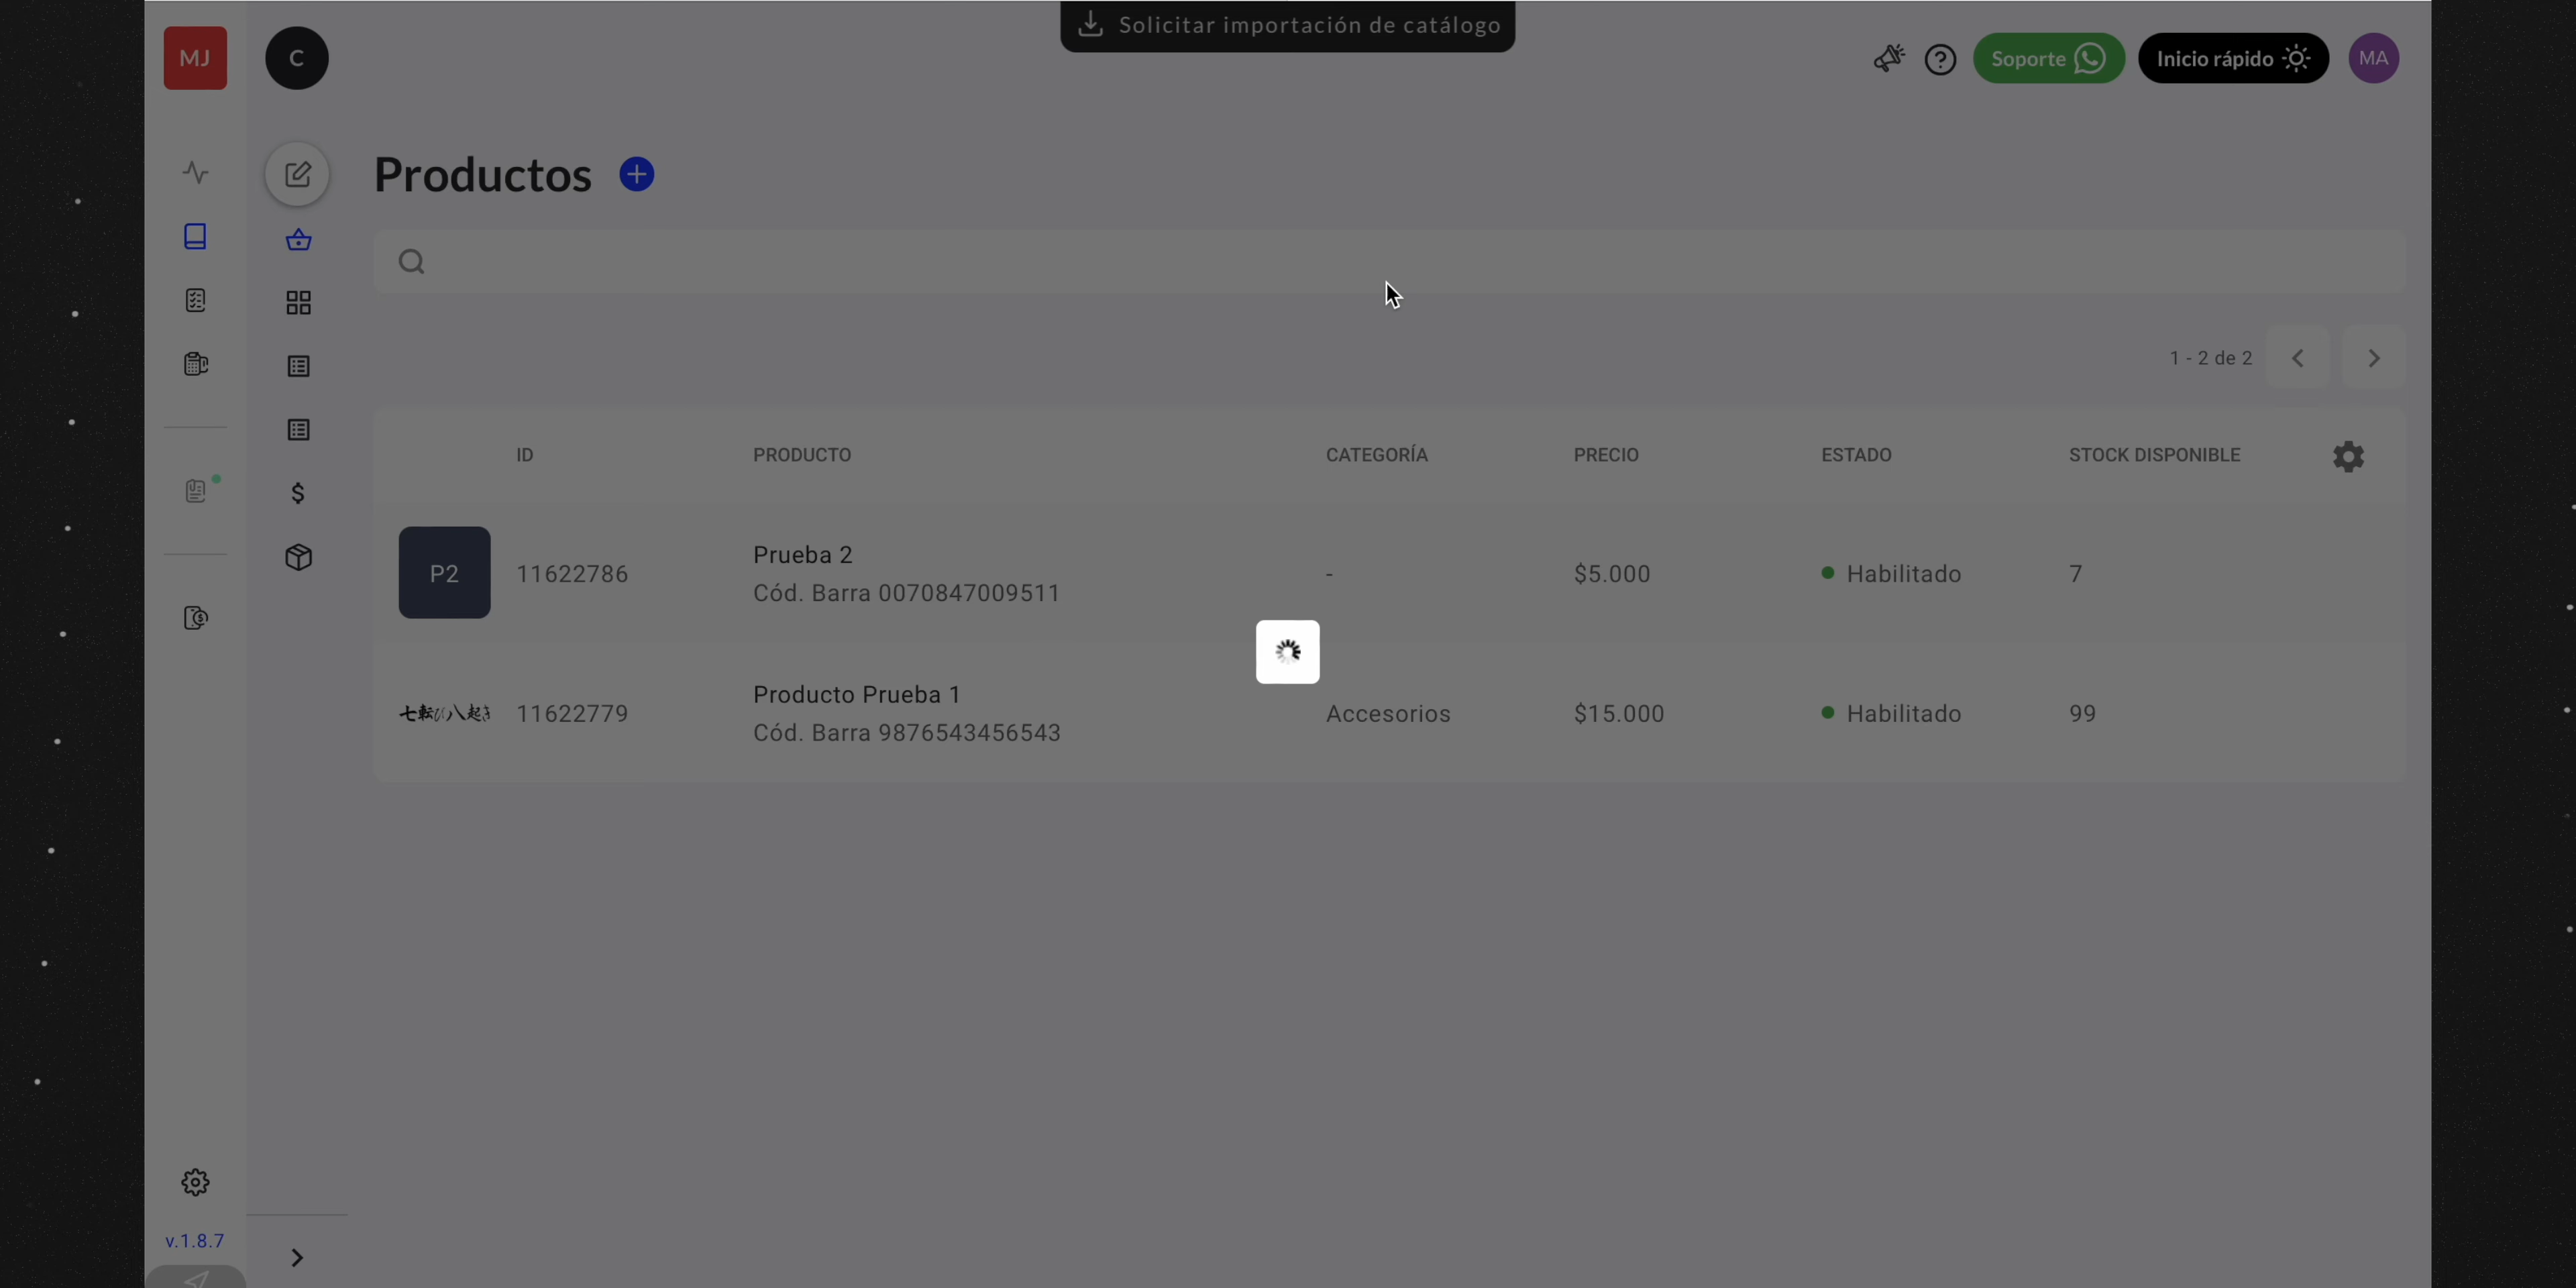 Solicitar importación de catálogo
MJ
C
Soporte
Inicio rápido
MA
Productos
1 - 2 de 2
ID
PRODUCTO
CATEGORÍA
PRECIO
ESTADO
STOCK DISPONIBLE
P2
11622786
Prueba 2
Cód. Barra 0070847009511
-
$5.000
Habilitado
7
七転び八起き
11622779
Producto Prueba 1
Cód. Barra 9876543456543
Accesorios
$15.000
Habilitado
99
v.1.8.7